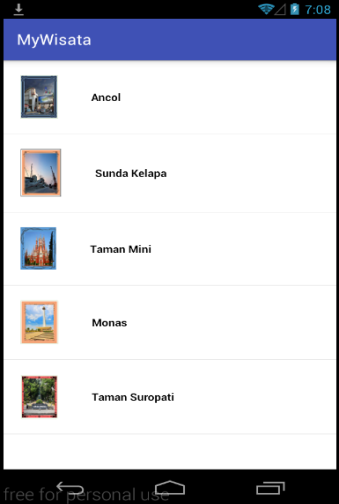 7:08
MyWisata
Ancol
Sunda Kelapa
Taman Mini
Monas
Taman Suropati
free for personal use